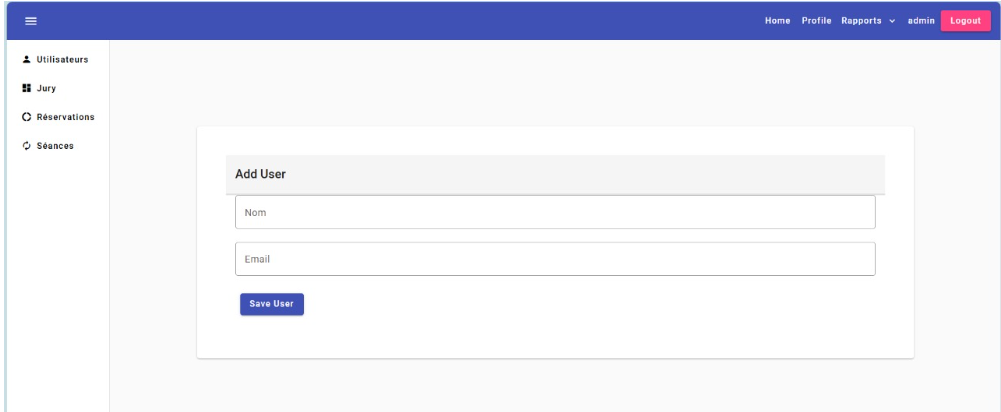 Home Profile Rapports admin Logout
Utilisateurs
Jury
Réservations
Séances
Add User
Nom
Email
Save User